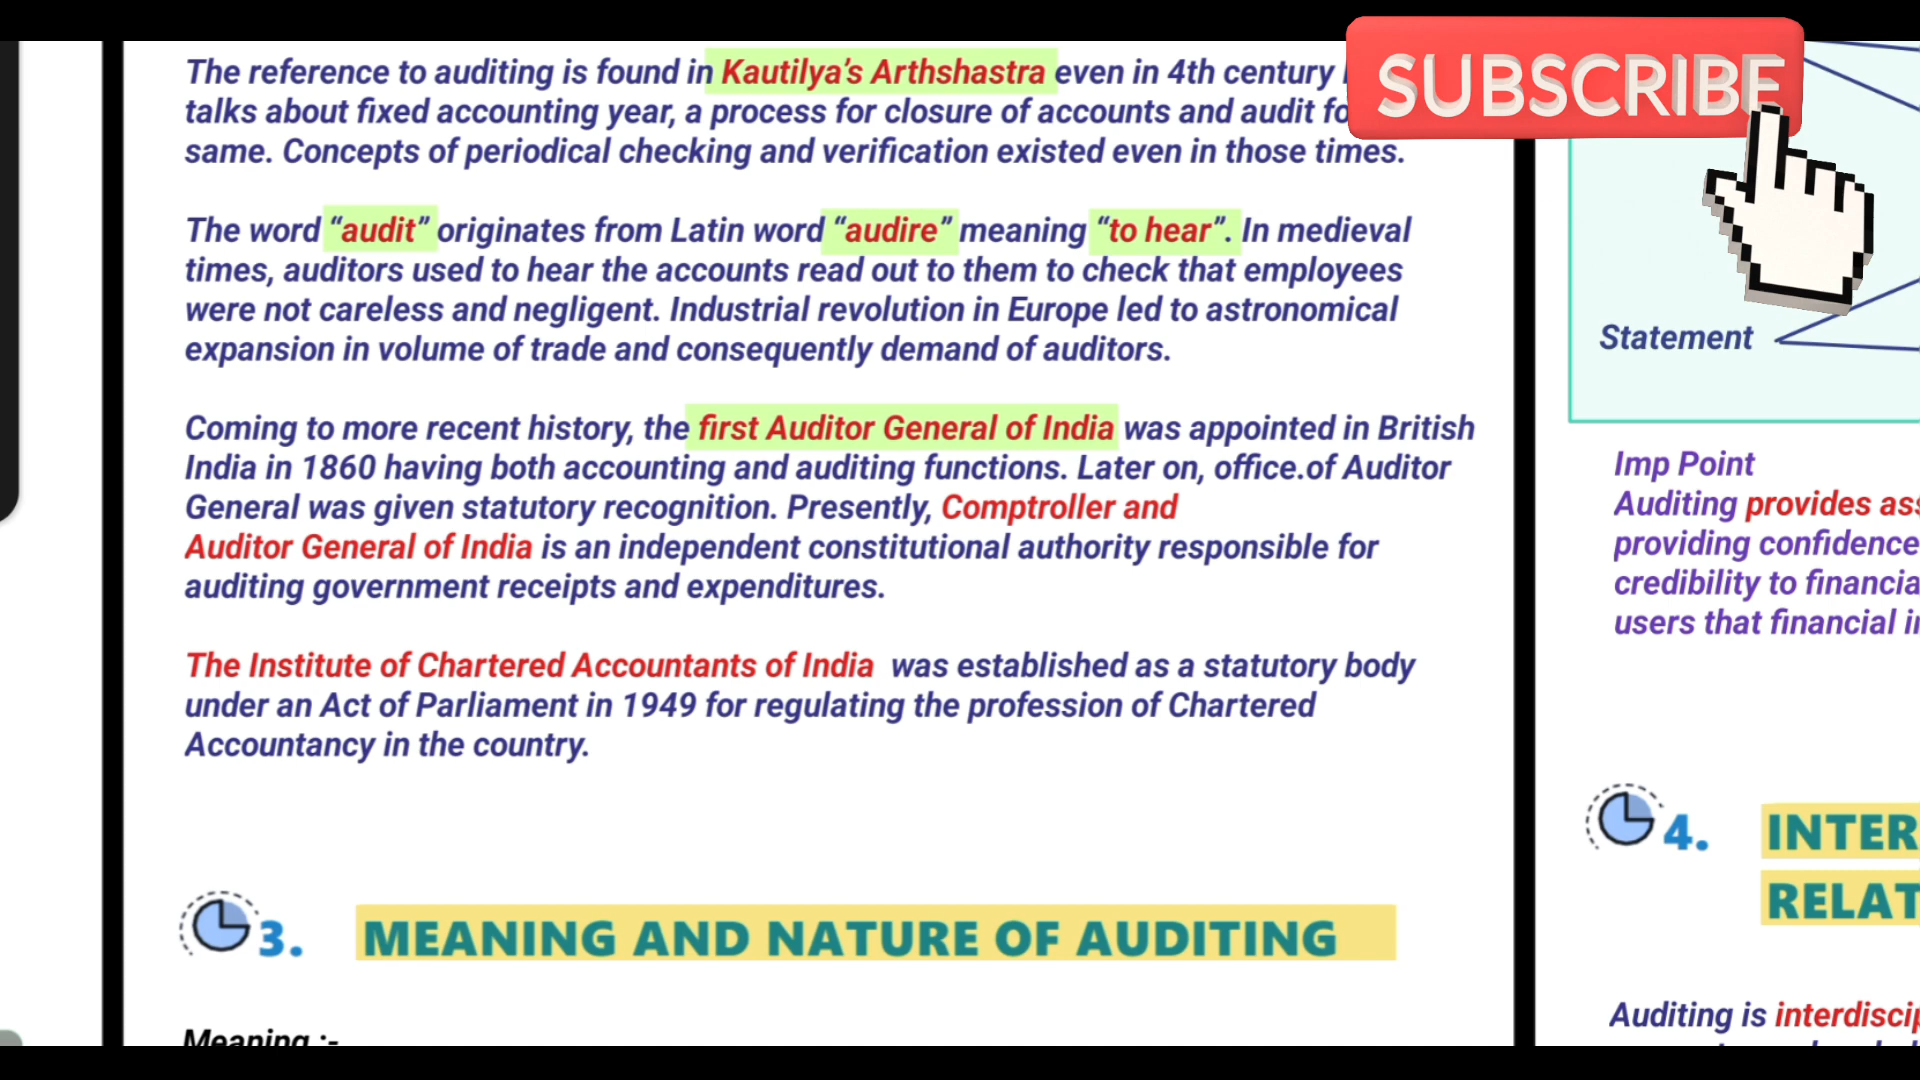 The reference to auditing is found in Kautilya's Arthshastra even in 4th century
talks about fixed accounting year, a process for closure of accounts and audit
same. Concepts of periodical checking and verification existed even in those times.
The word “audit” originates from Latin word “audire” meaning “to hear”. In medieval
times, auditors used to hear the accounts read out to them to check that employees
were not careless and negligent. Industrial revolution in Europe led to astronomical
expansion in volume of trade and consequently demand of auditors.
Coming to more recent history, the first Auditor General of India was appointed in British
India in 1860 having both accounting and auditing functions. Later on, office.of Auditor
General was given statutory recognition. Presently, Comptroller and
Auditor General of India is an independent constitutional authority responsible for
auditing government receipts and expenditures.
The Institute of Chartered Accountants of India was established as a statutory body
under an Act of Parliament in 1949 for regulating the profession of Chartered
Accountancy in the country.
3. MEANING AND NATURE OF AUDITING
Meaning :-
SUBSCRIBE
Statement
Imp Point
Auditing provides
providing confidence
credibility to
users that financial
4.
Auditing is